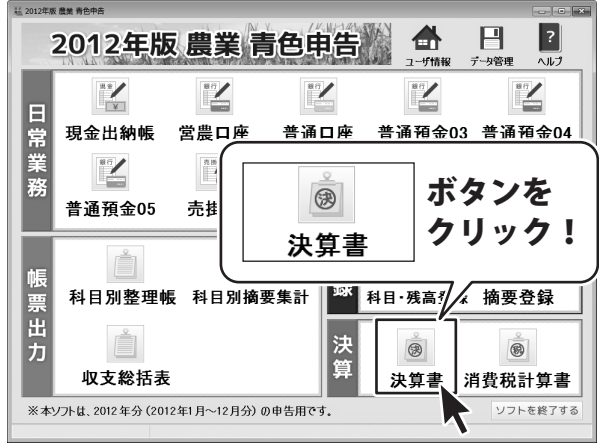 2012年版 農業 青色申告
2012年版 農業 青色申告
ユーザ情報 データ管理 ヘルプ
日常業務
現金出納帳 営農口座 普通口座 普通預金03 普通預金04
普通預金05 売掛
ボタンを
クリック！
決算書
帳票出力
科目別整理帳 科目別摘要集計
収支総括表
録
科目・残高登録 摘要登録
決算
決算書 消費税計算書
※本ソフトは、2012年分(2012年1月～12月分)の申告用です。
ソフトを終了する